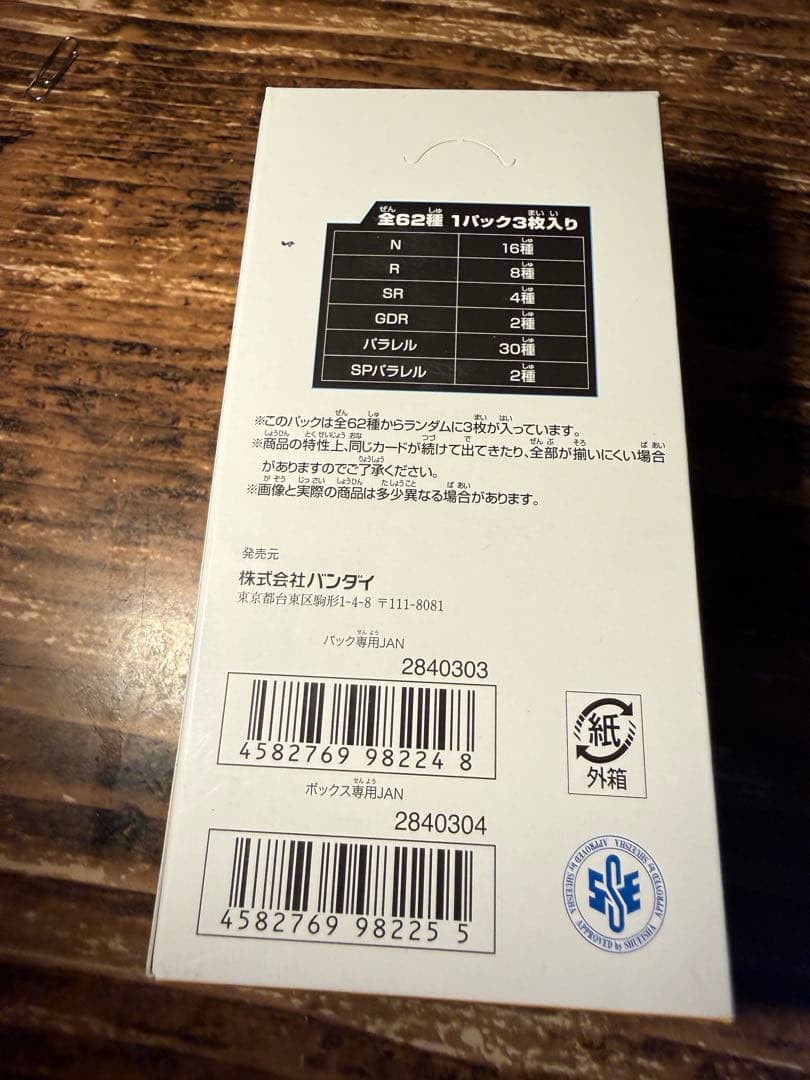 全62種 1パック3枚入り
N 16種
R 8種
SR 4種
GDR 2種
パラレル 30種
SPパラレル 2種
※このパックは全62種からランダムに3枚が入っています。
※商品の特性上、同じカードが続けて出てきたり、全部が揃いにくい場合
がありますのでご了承ください。
※画像と実際の商品は多少異なる場合があります。
発売元
株式会社バンダイ
東京都台東区駒形1-4-8 〒111-8081
パック専用JAN
2840303
4582769 982248
ボックス専用JAN
2840304
4582769 982255
紙
外箱
APPROVED by SHUEISHA APPROVED by SHUEISHA APPROVED by SHUEISHA